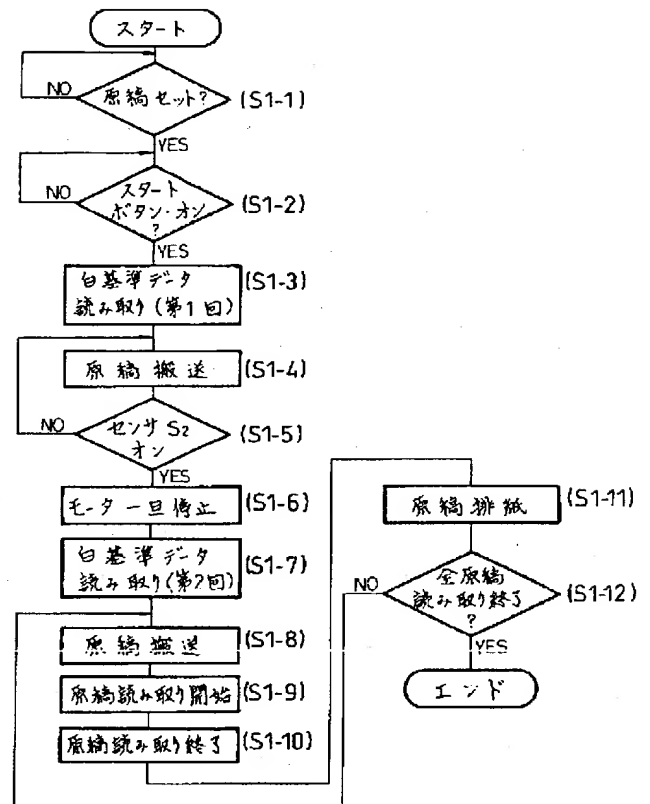 スタート
NO
原稿セット?
(S1-1)
YES
NO
スタート
ボタン・オン
?
(S1-2)
YES
白基準データ
読み取り(第1回)
(S1-3)
原稿搬送
(S1-4)
NO
センサS2
オン
(S1-5)
YES
モーター旦停止
(S1-6)
白基準データ
読み取り(第2回)
(S1-7)
原稿搬送
(S1-8)
原稿読み取り開始
(S1-9)
原稿読み取り終了
(S1-10)
原稿排紙
(S1-11)
NO
全原稿
読み取り終了
?
(S1-12)
YES
エンド